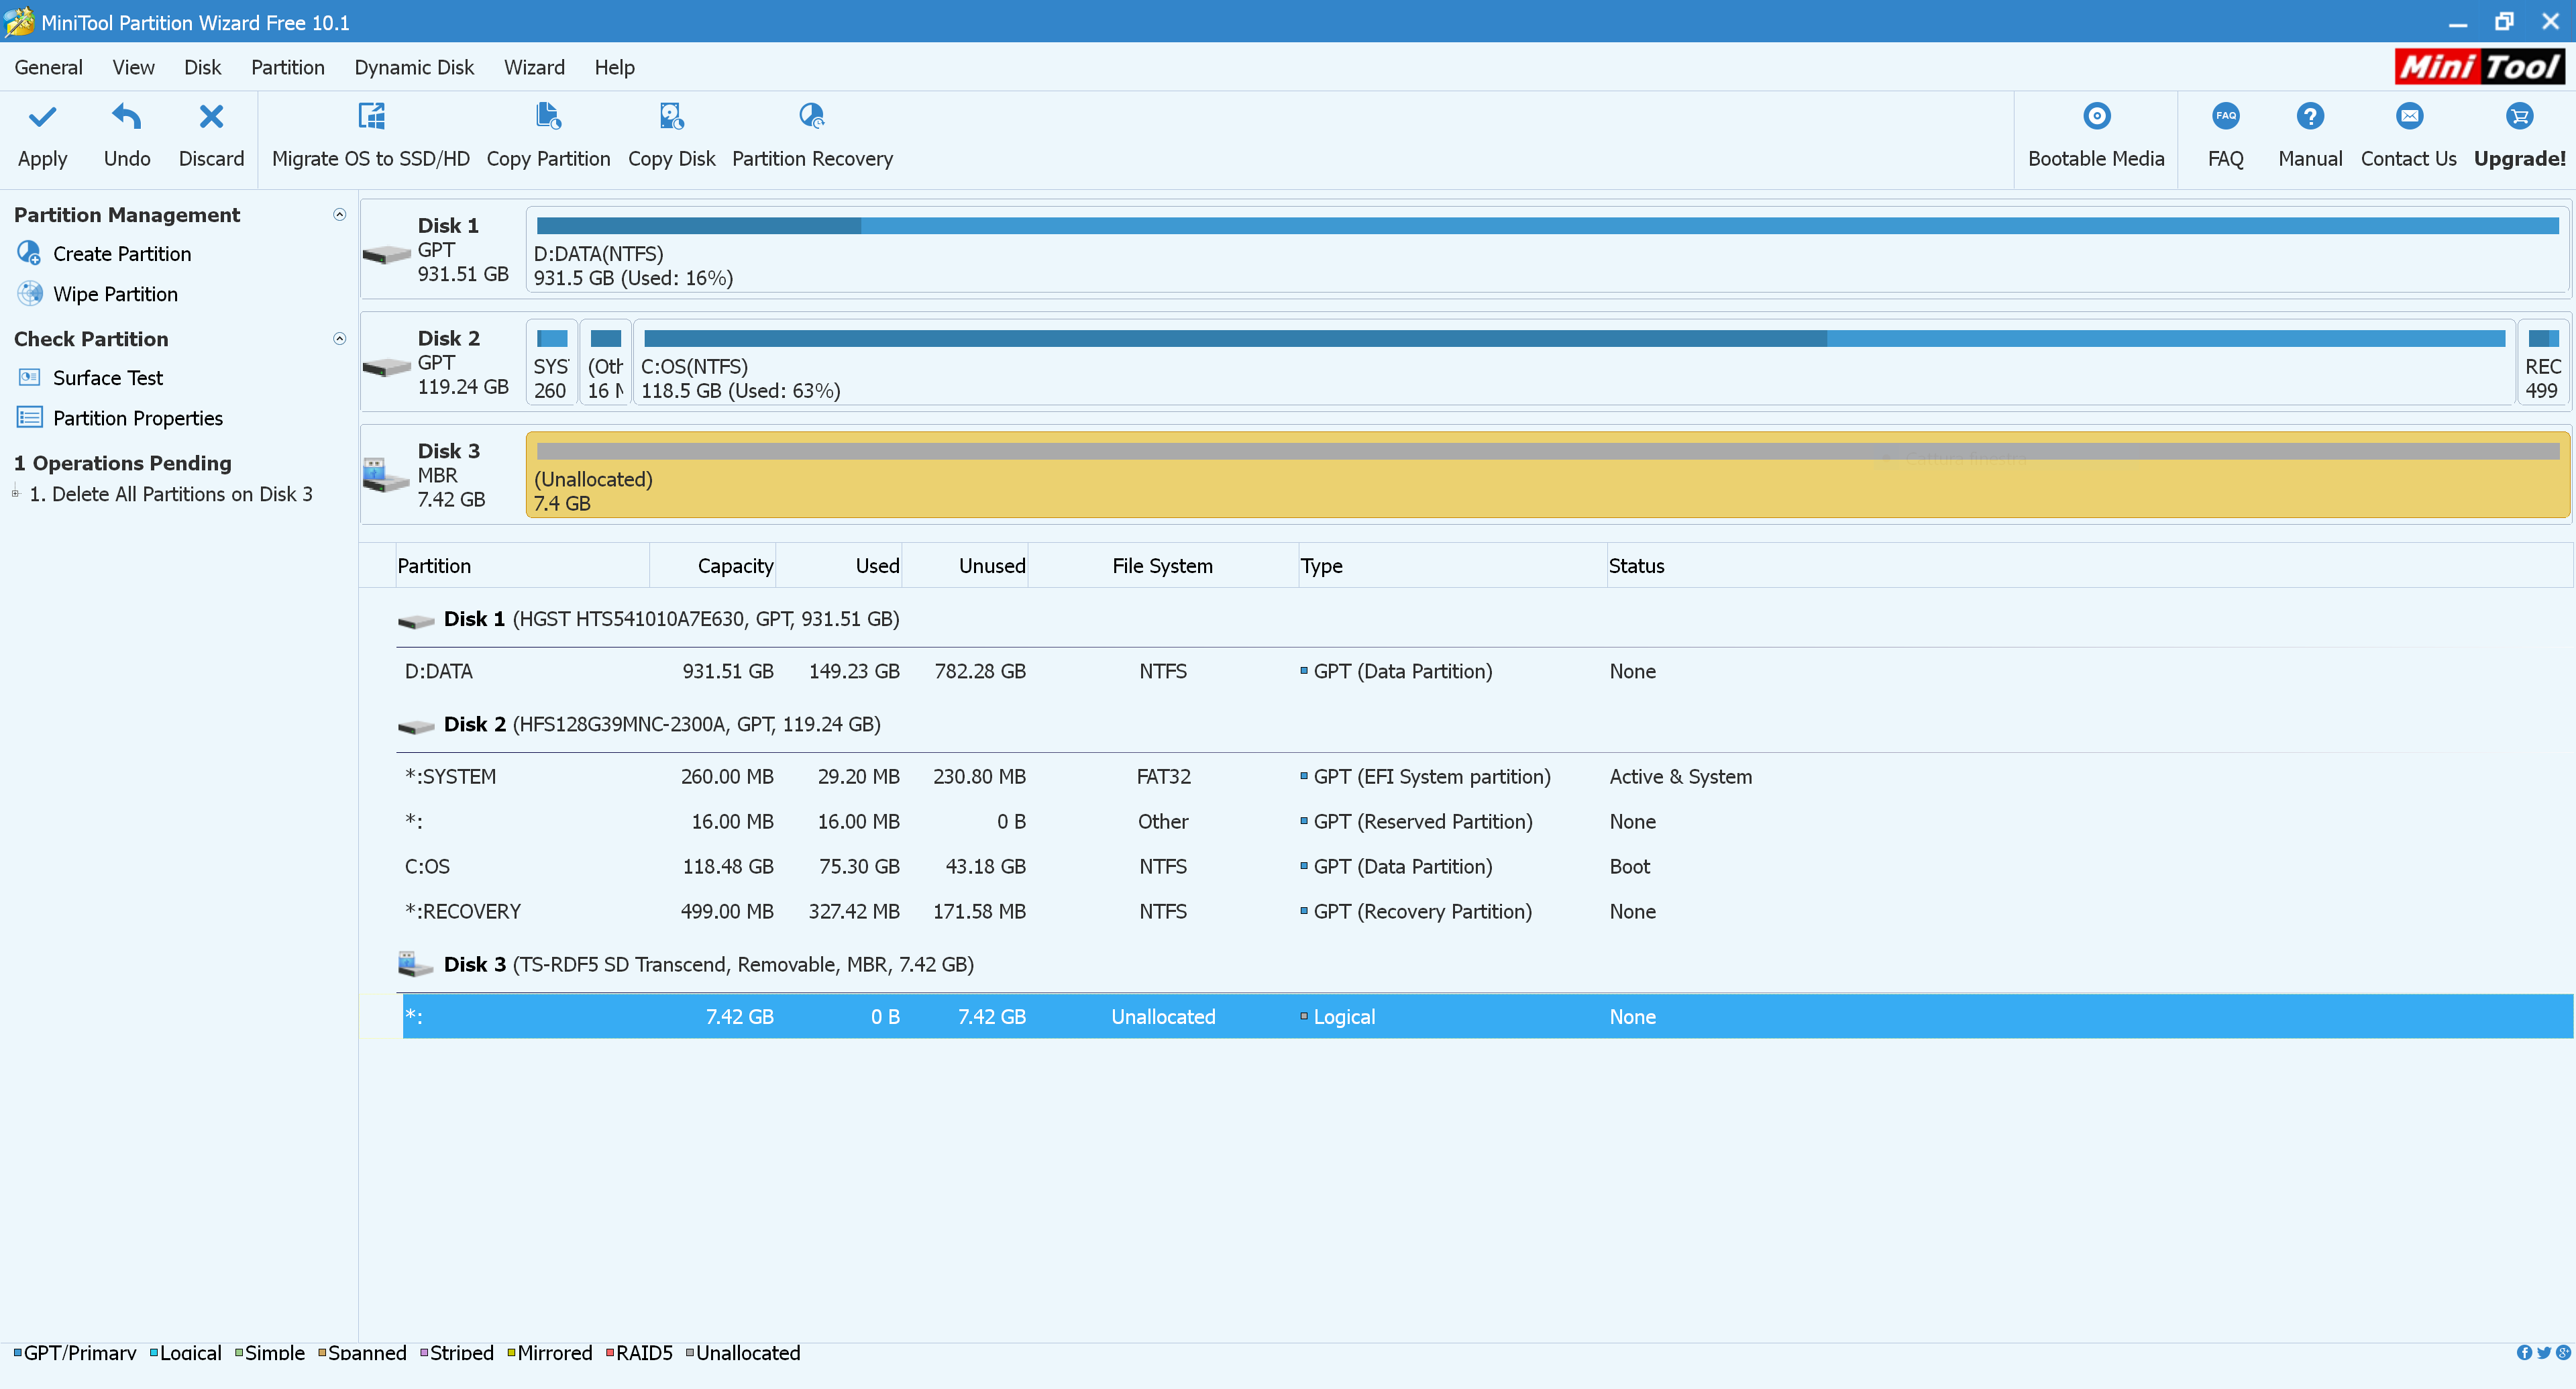 MiniTool Partition Wizard Free 10.1
General View Disk Partition Dynamic Disk Wizard Help
Mini Tool
Apply Undo Discard Migrate OS to SSD/HD Copy Partition Copy Disk Partition Recovery Bootable Media FAQ FAQ Manual Contact Us Upgrade!
Partition Management
Create Partition
Wipe Partition
Check Partition
Surface Test
Partition Properties
1 Operations Pending
1. Delete All Partitions on Disk 3
Disk 1
GPT
931.51 GB
D:DATA(NTFS)
931.5 GB (Used: 16%)
Disk 2
GPT
119.24 GB
SYS
260
(Oth
16
C:OS(NTFS)
118.5 GB (Used: 63%)
REC
499
Disk 3
MBR
7.42 GB
(Unallocated)
7.4 GB
Cattura finestra
Partition Capacity Used Unused File System Type Status
Disk 1 (HGST HTS541010A7E630, GPT, 931.51 GB)
D:DATA 931.51 GB 149.23 GB 782.28 GB NTFS GPT (Data Partition) None
Disk 2 (HFS128G39MNC-2300A, GPT, 119.24 GB)
*:SYSTEM 260.00 MB 29.20 MB 230.80 MB FAT32 GPT (EFI System partition) Active & System
*: 16.00 MB 16.00 MB 0 B Other GPT (Reserved Partition) None
C:OS 118.48 GB 75.30 GB 43.18 GB NTFS GPT (Data Partition) Boot
*:RECOVERY 499.00 MB 327.42 MB 171.58 MB NTFS GPT (Recovery Partition) None
Disk 3 (TS-RDF5 SD Transcend, Removable, MBR, 7.42 GB)
*: 7.42 GB 0 B 7.42 GB Unallocated Logical None
GPT/Primary Logical Simple Spanned Striped Mirrored RAID5 Unallocated